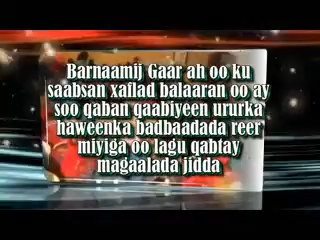 Barnaamij Gaar ah oo ku
saabsan xaflad balaaran oo ay
soo qaban qaabiyeen ururka
haweenka badbaadada reer
miyiga oo lagu qabtay
magaalada jidda